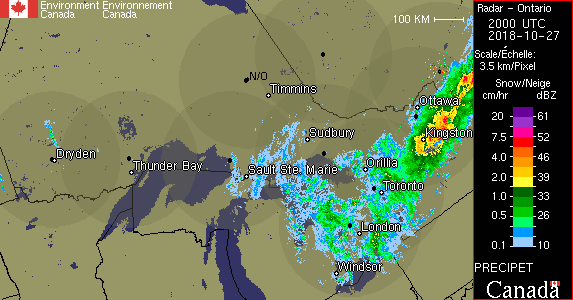 Environment Environnement
Canada Canada
100 KM
N/O
Timmins
Ottawa
Sudbury
Kingston
Dryden
Thunder Bay
Sault Ste. Marie
Orillia
Toronto
London
Windsor
Radar - Ontario
2000 UTC
2018-10-27
Scale/Échelle:
3.5 km/Pixel
Snow/Neige
cm/hr dBZ
20 61
7.5 52
4.0 46
2.0 39
1.0 33
0.5 26
0.1 10
PRECIPET
Canada